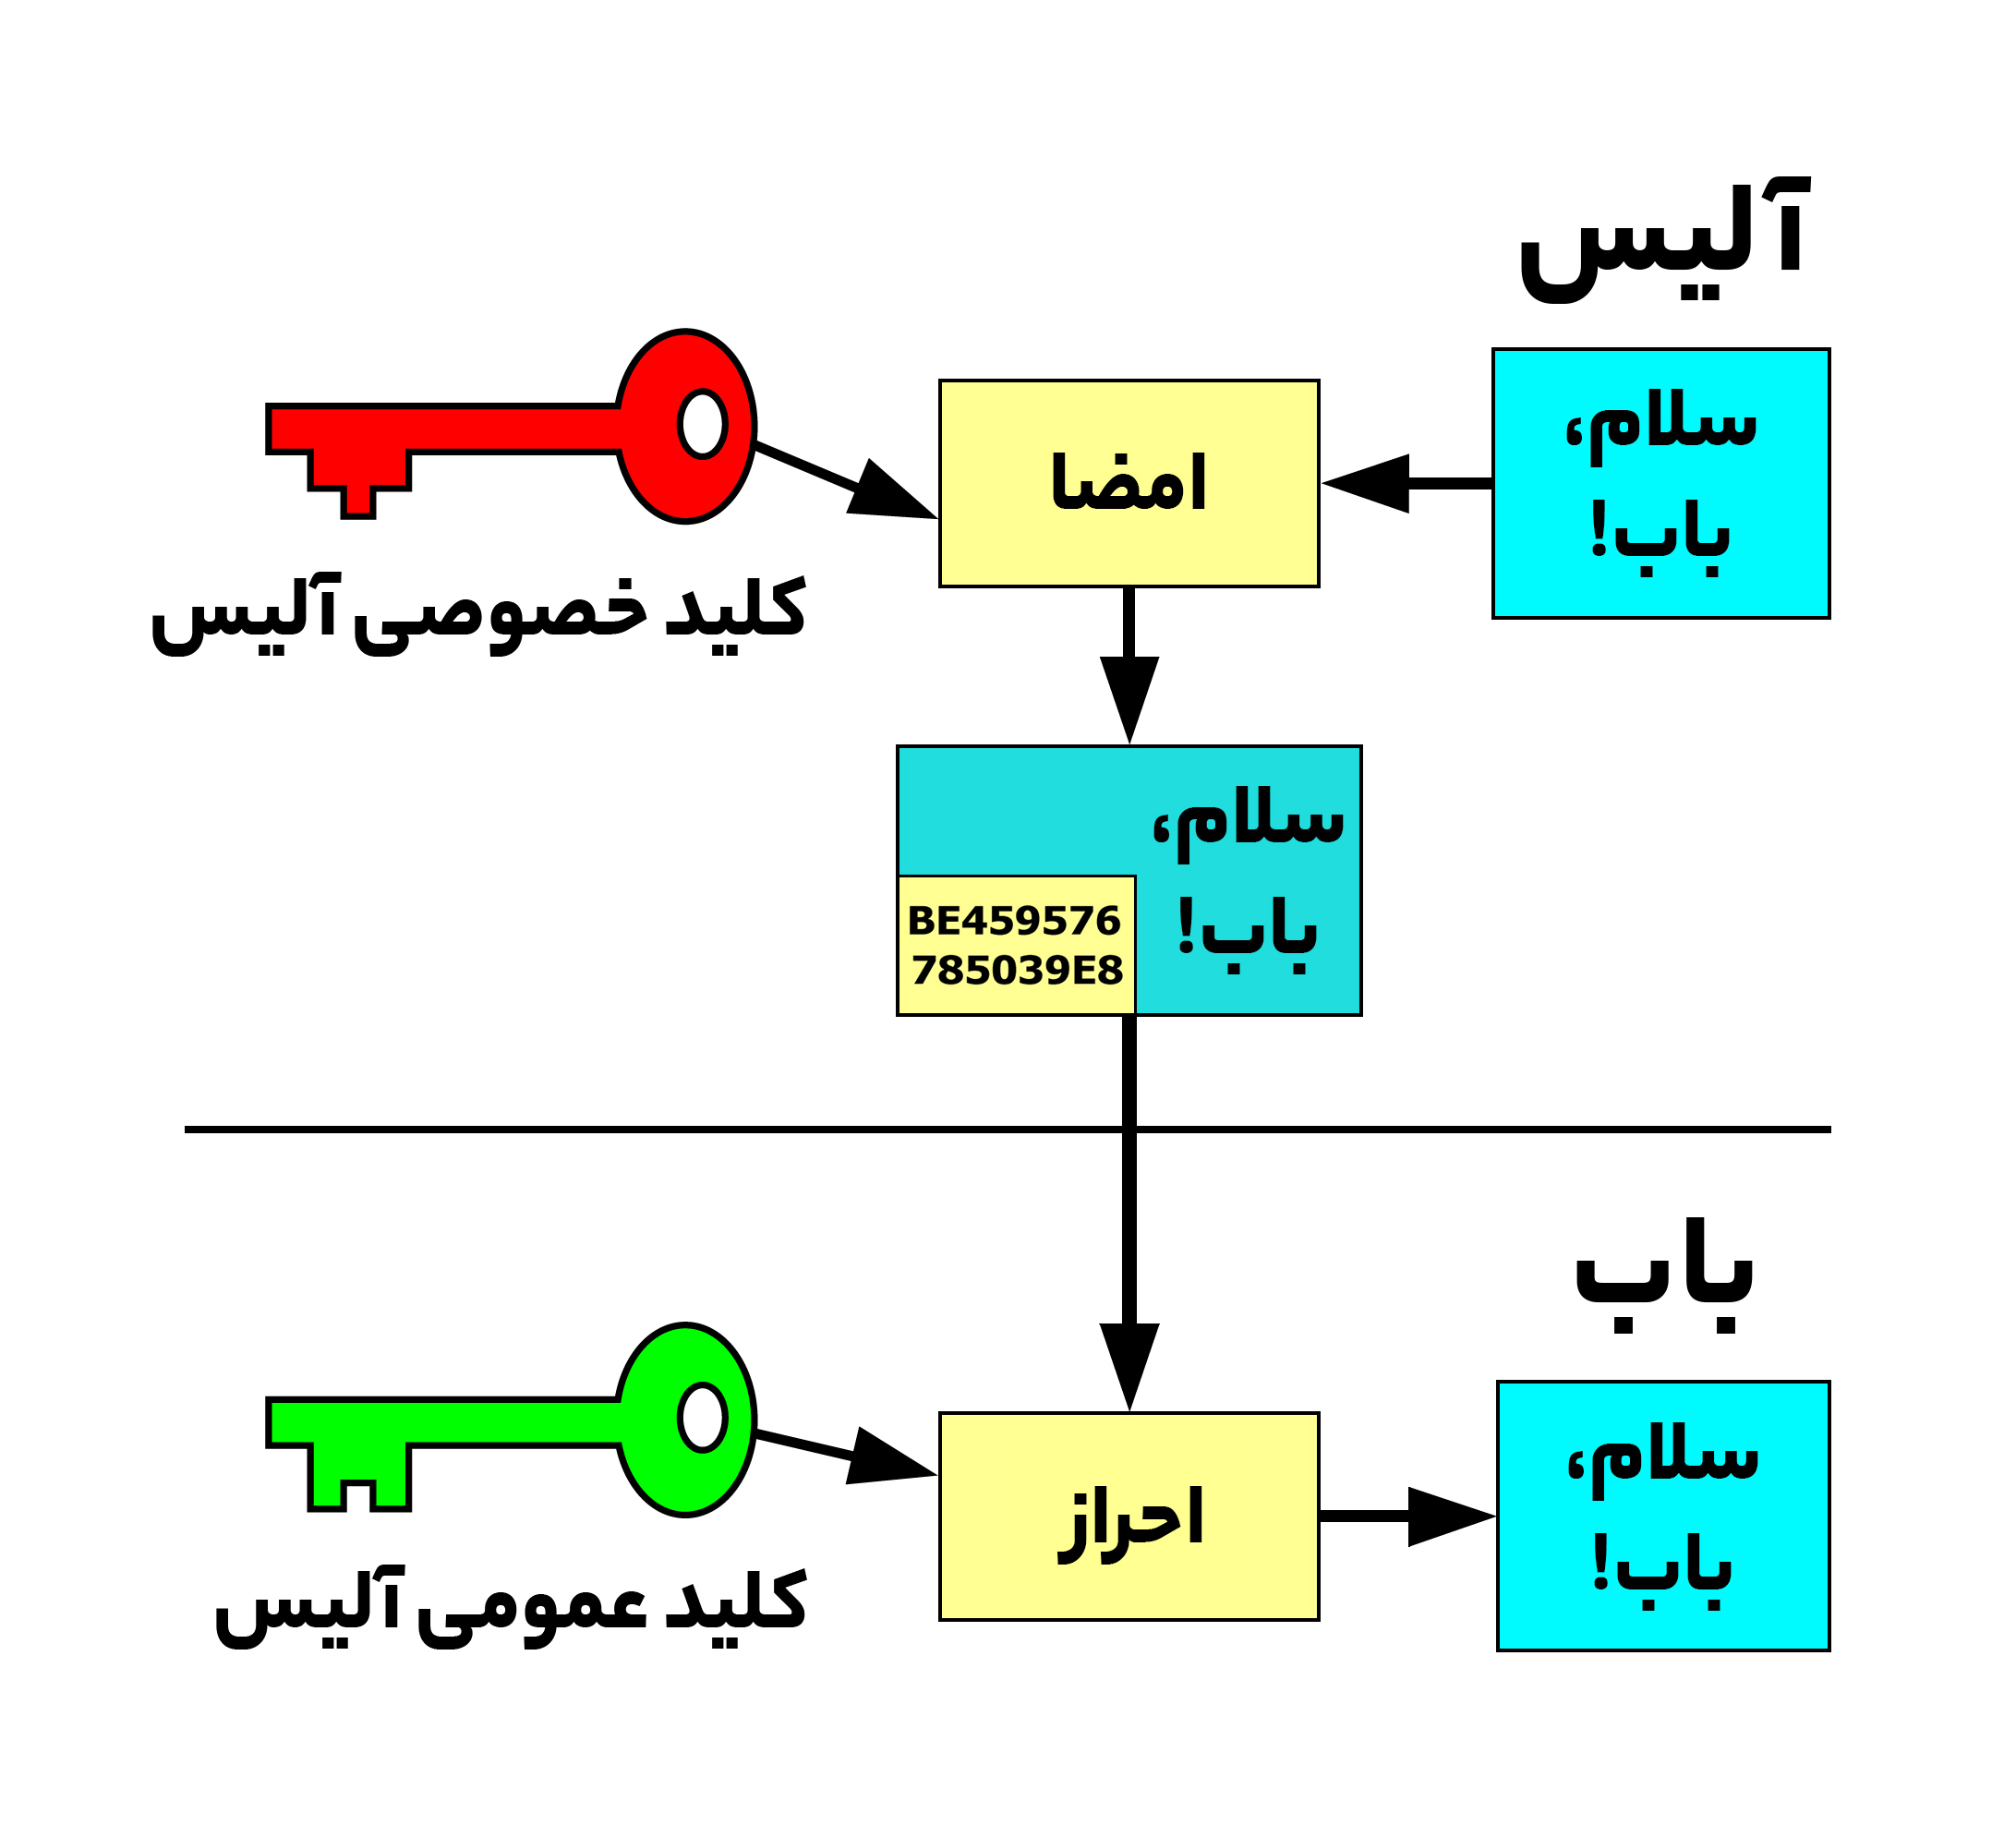 آلیس
سلام،
باب!
امضا
کلید خصوصی آلیس
سلام،
باب!
BE459576
785039E8
باب
سلام،
باب!
احراز
کلید عمومی آلیس